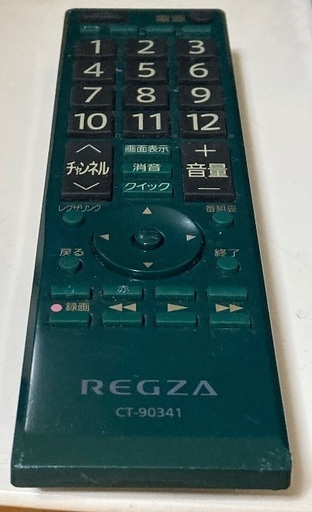 電源
1 2 3
4 5 6
7 8 9
10 11 12
画面表示 +
チャンネル 消音 音量
クイック −
レグザリンク 番組表
戻る 終了
青 赤
録画
REGZA
CT-90341